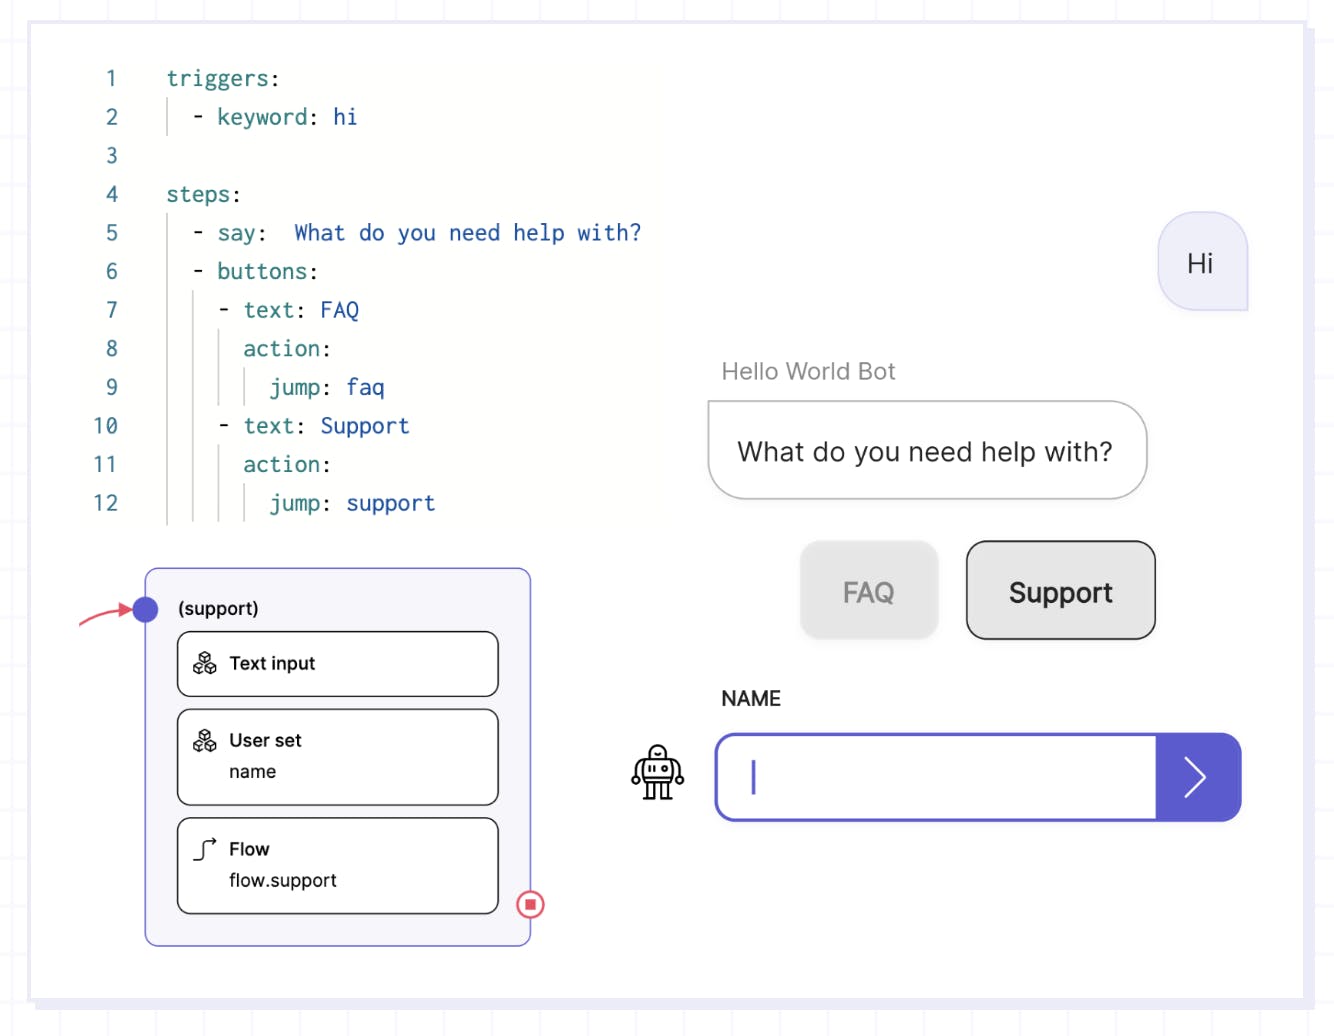 1 triggers:
2 - keyword: hi
3
4 steps:
5 - say: What do you need help with?
6 - buttons:
7 - text: FAQ
8 action:
9 jump: faq
10 - text: Support
11 action:
12 jump: support
(support)
Text input
User set
name
Flow
flow.support
Hi
Hello World Bot
What do you need help with?
FAQ Support
NAME